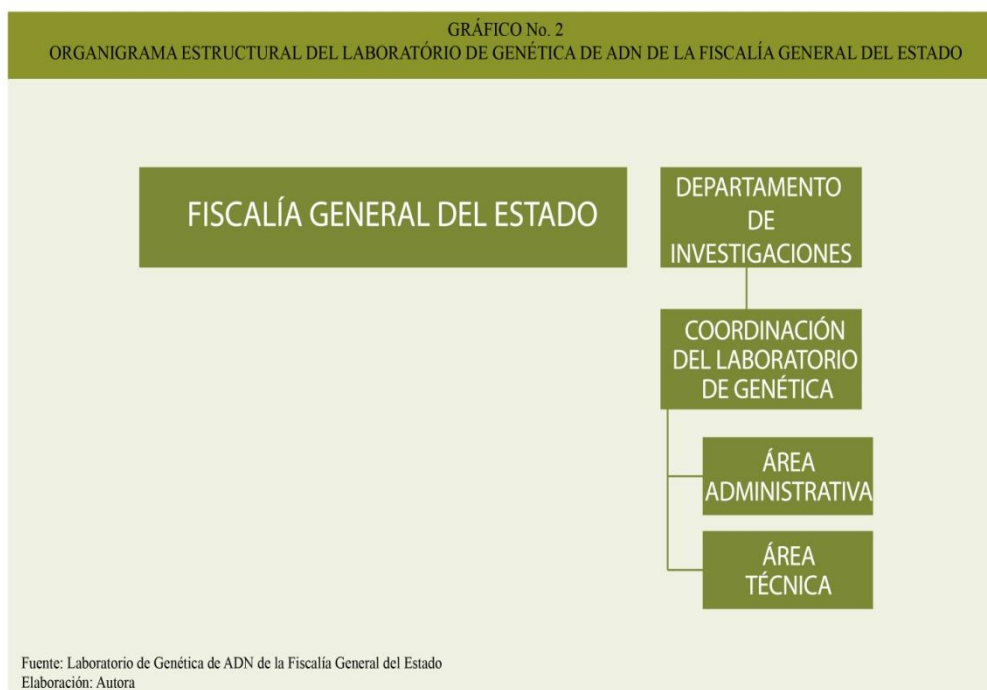 GRÁFICO No. 2
ORGANIGRAMA ESTRUCTURAL DEL LABORATÓRIO DE GENÉTICA DE ADN DE LA FISCALÍA GENERAL DEL ESTADO
FISCALÍA GENERAL DEL ESTADO
DEPARTAMENTO
DE
INVESTIGACIONES
COORDINACIÓN
DEL LABORATORIO
DE GENÉTICA
ÁREA
ADMINISTRATIVA
ÁREA
TÉCNICA
Fuente: Laboratorio de Genética de ADN de la Fiscalía General del Estado
Elaboración: Autora